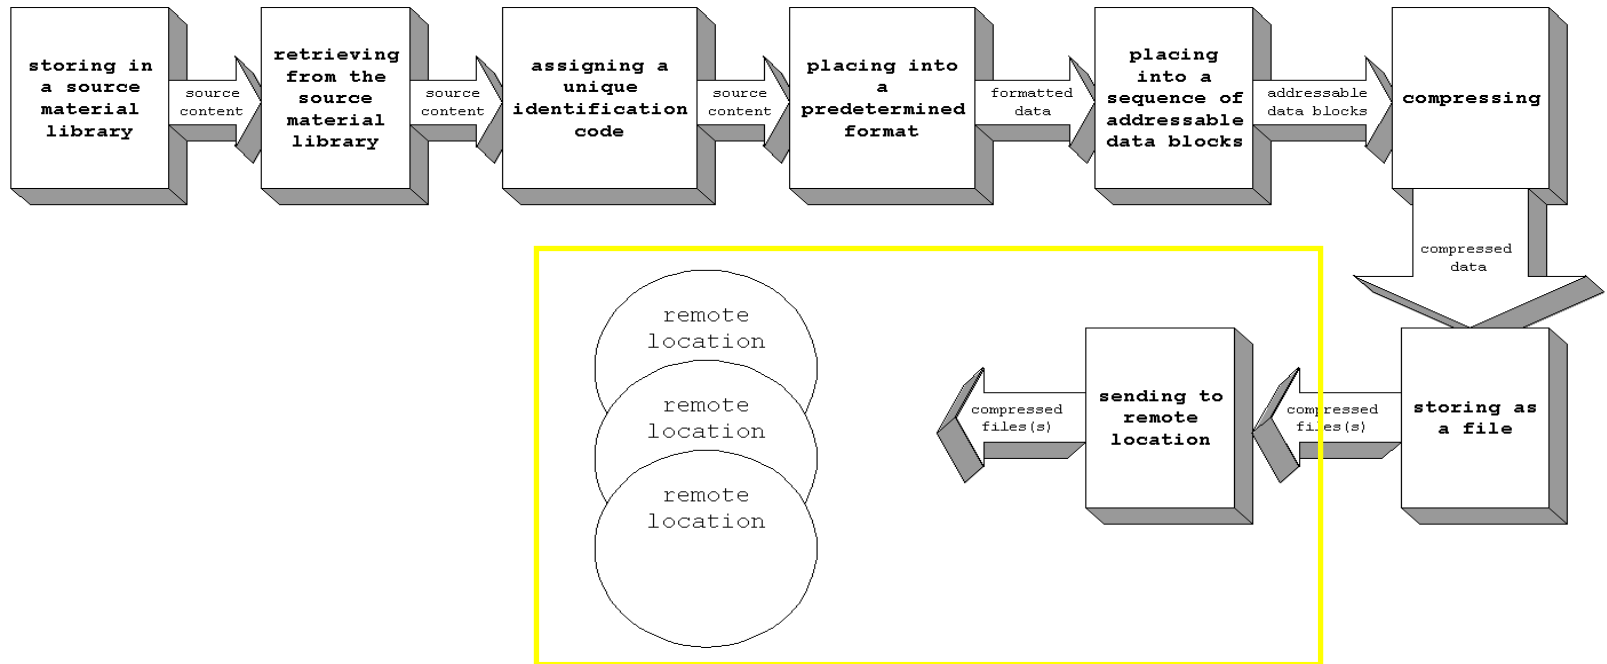 storing in
a source
material
library
source
content
retrieving
from the
source
material
library
source
content
assigning a
unique
identification
code
source
content
placing into
a
predetermined
format
formatted
data
placing
into a
sequence of
addressable
data blocks
addressable
data blocks
compressing
compressed
data
storing as
a file
compressed
files(s)
sending to
remote
location
compressed
files(s)
remote
location
remote
location
remote
location